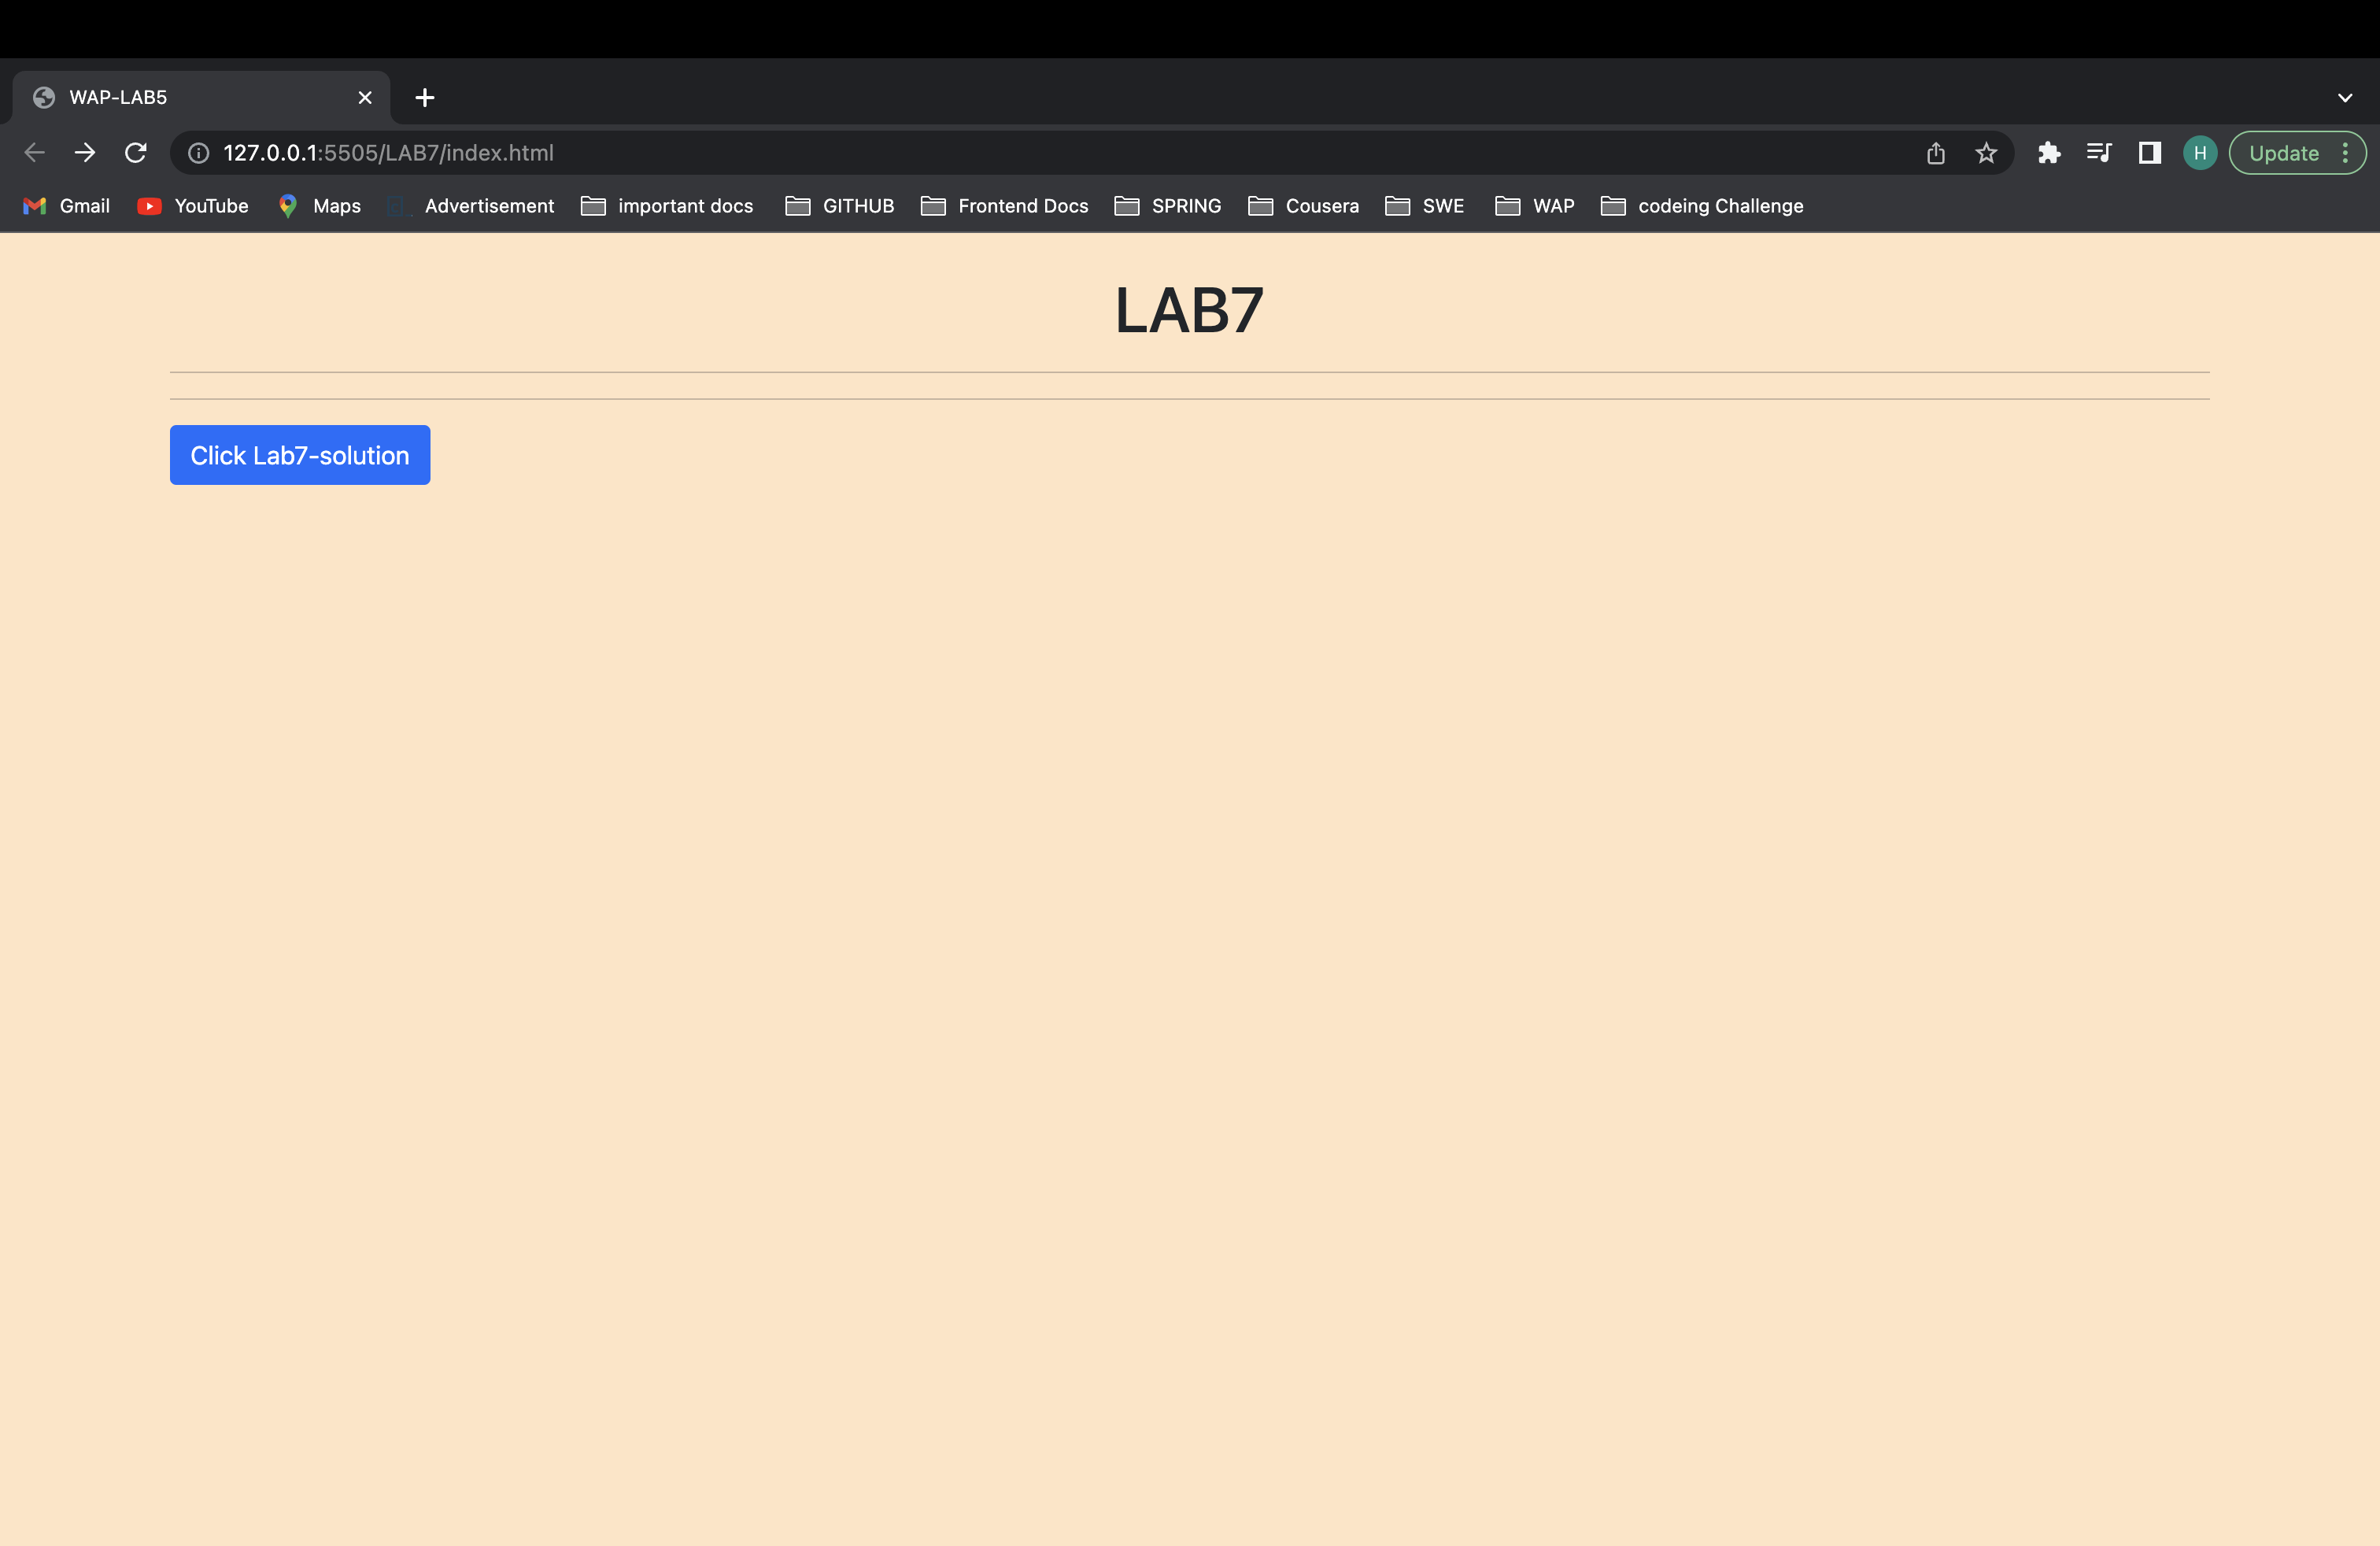 WAP-LAB5
127.0.0.1:5505/LAB7/index.html
H
Update
Gmail YouTube Maps Advertisement important docs GITHUB Frontend Docs SPRING Cousera SWE WAP codeing Challenge
LAB7
Click Lab7-solution